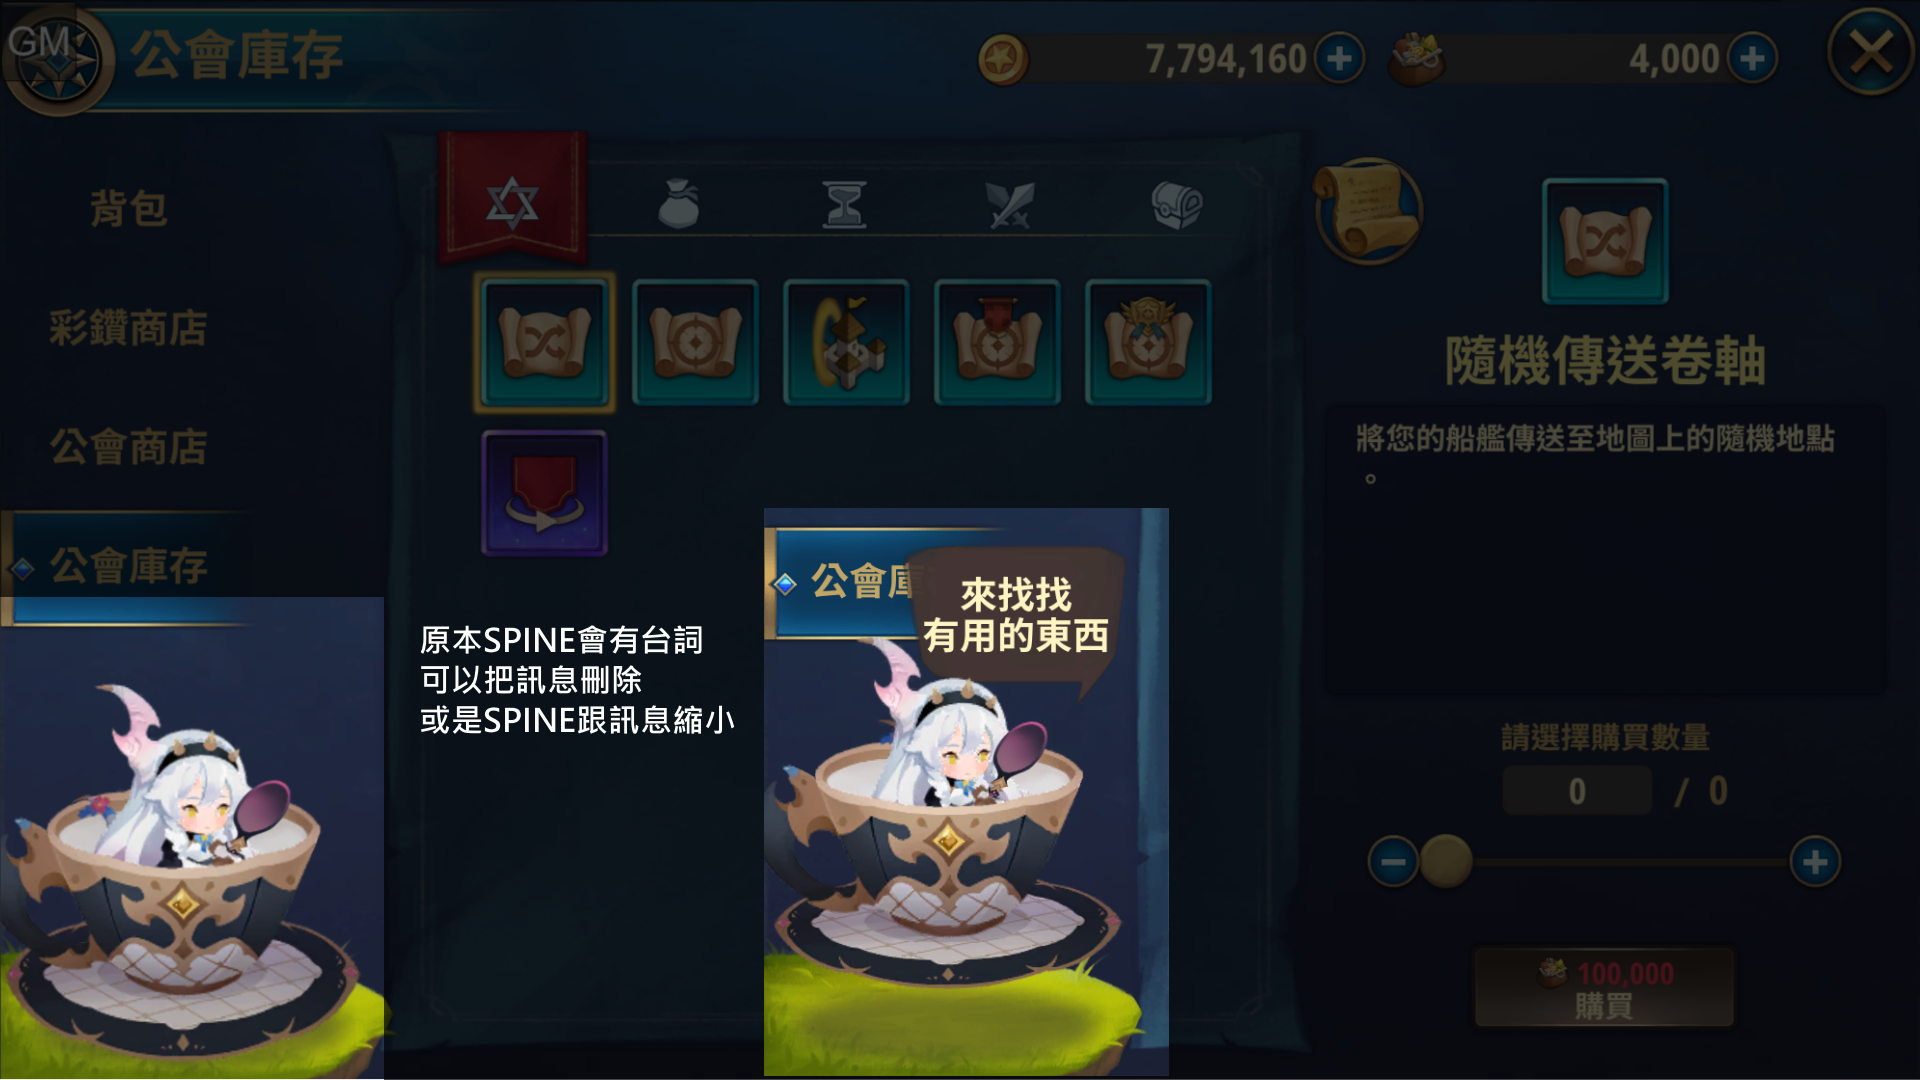 GM
公會庫存
7,794,160
4,000
背包
彩鑽商店
公會商店
公會庫存
隨機傳送卷軸
將您的船艦傳送至地圖上的隨機地點
。
請選擇購買數量
0 / 0
100,000
購買
原本SPINE會有台詞
可以把訊息刪除
或是SPINE跟訊息縮小
公會庫
來找找
有用的東西